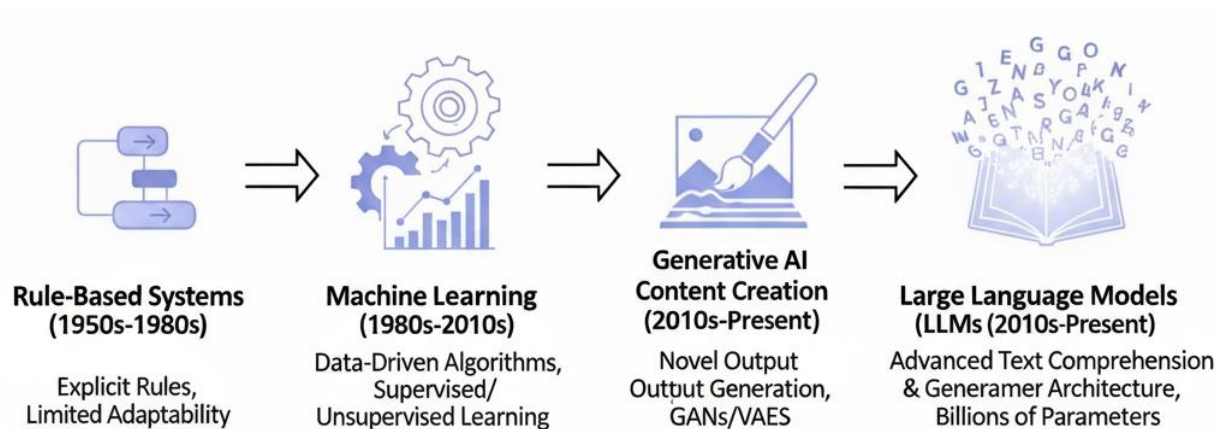 Rule-Based Systems
(1950s-1980s)
Explicit Rules,
Limited Adaptability
Machine Learning
(1980s-2010s)
Data-Driven Algorithms,
Supervised/
Unsupervised Learning
Generative AI
Content Creation
(2010s-Present)
Novel Output
Output Generation,
GANs/VAES
Large Language Models
(LLMs (2010s-Present)
Advanced Text Comprehension
& Generamer Architecture,
Billions of Parameters